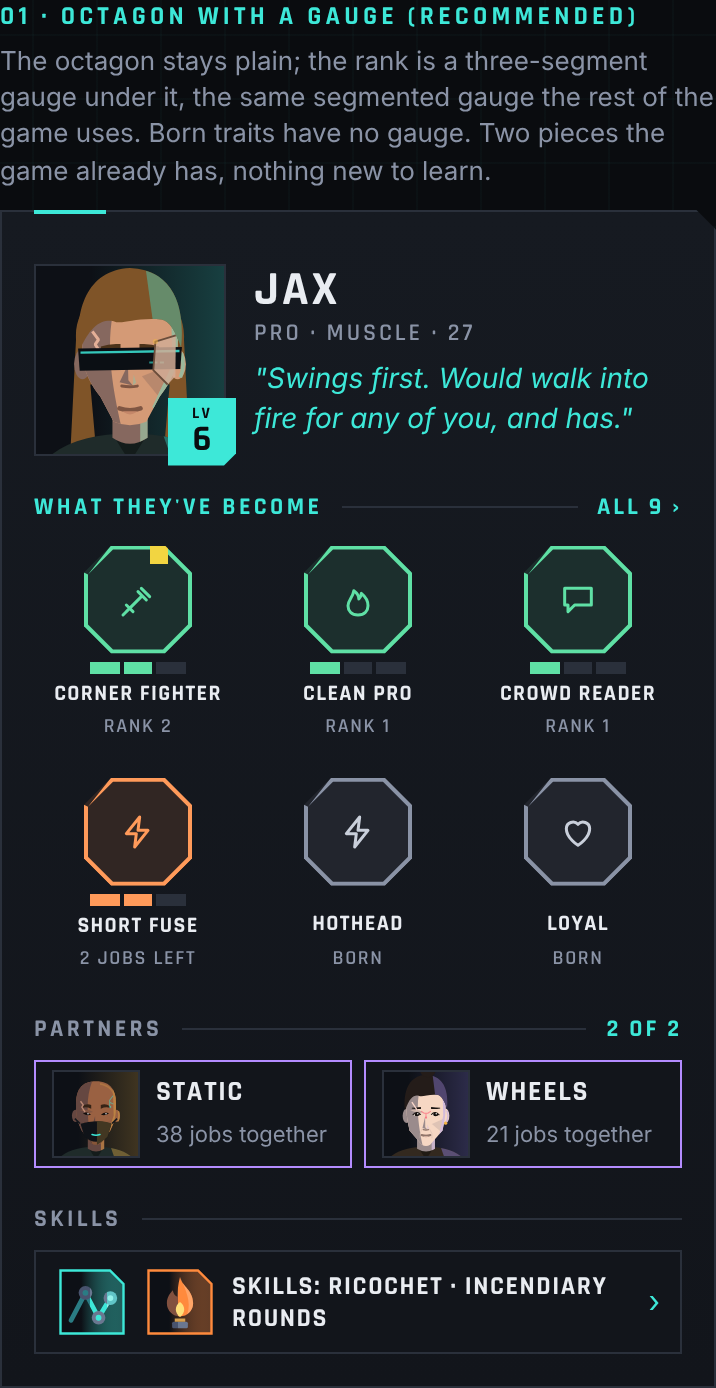 01 · OCTAGON WITH A GAUGE (RECOMMENDED)
The octagon stays plain; the rank is a three-segment
gauge under it, the same segmented gauge the rest of the
game uses. Born traits have no gauge. Two pieces the
game already has, nothing new to learn.
JAX
PRO · MUSCLE · 27
"Swings first. Would walk into
fire for any of you, and has."
LV
6
WHAT THEY'VE BECOME
ALL 9 ›
CORNER FIGHTER
CLEAN PRO
CROWD READER
RANK 2
RANK 1
RANK 1
SHORT FUSE
HOTHEAD
LOYAL
2 JOBS LEFT
BORN
BORN
PARTNERS
2 OF 2
STATIC
38 jobs together
WHEELS
21 jobs together
SKILLS
SKILLS: RICOCHET · INCENDIARY
ROUNDS
›